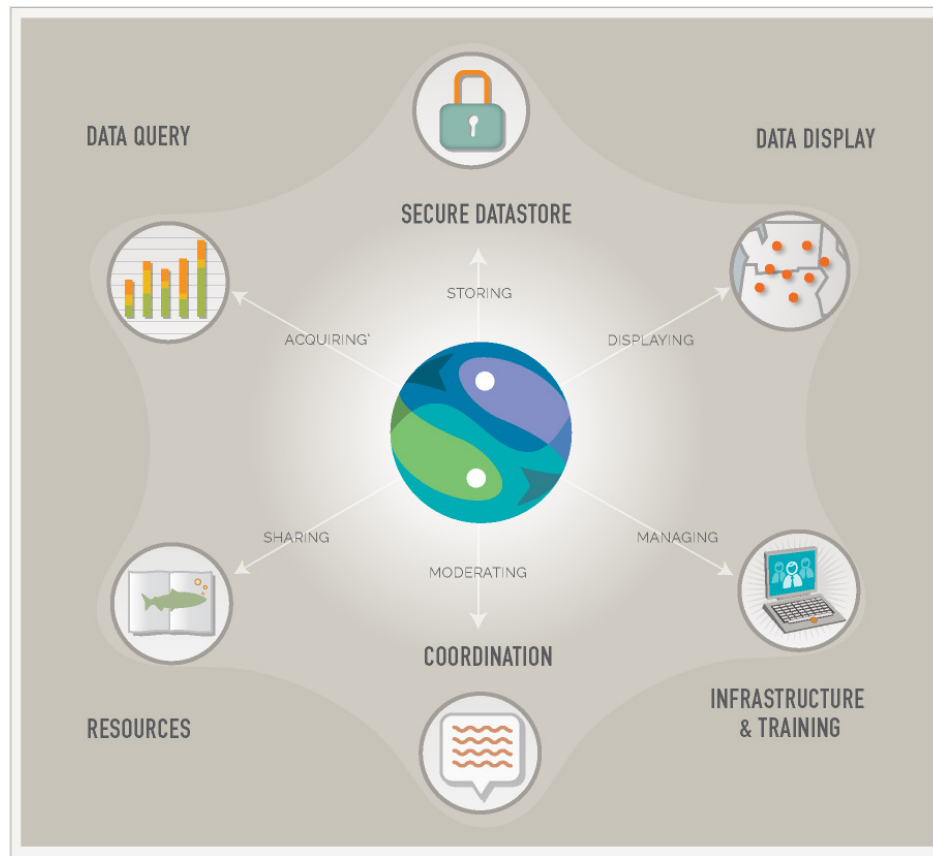 DATA QUERY
DATA DISPLAY
SECURE DATASTORE
STORING
ACQUIRING'
DISPLAYING
SHARING
MANAGING
MODERATING
COORDINATION
RESOURCES
INFRASTRUCTURE
& TRAINING